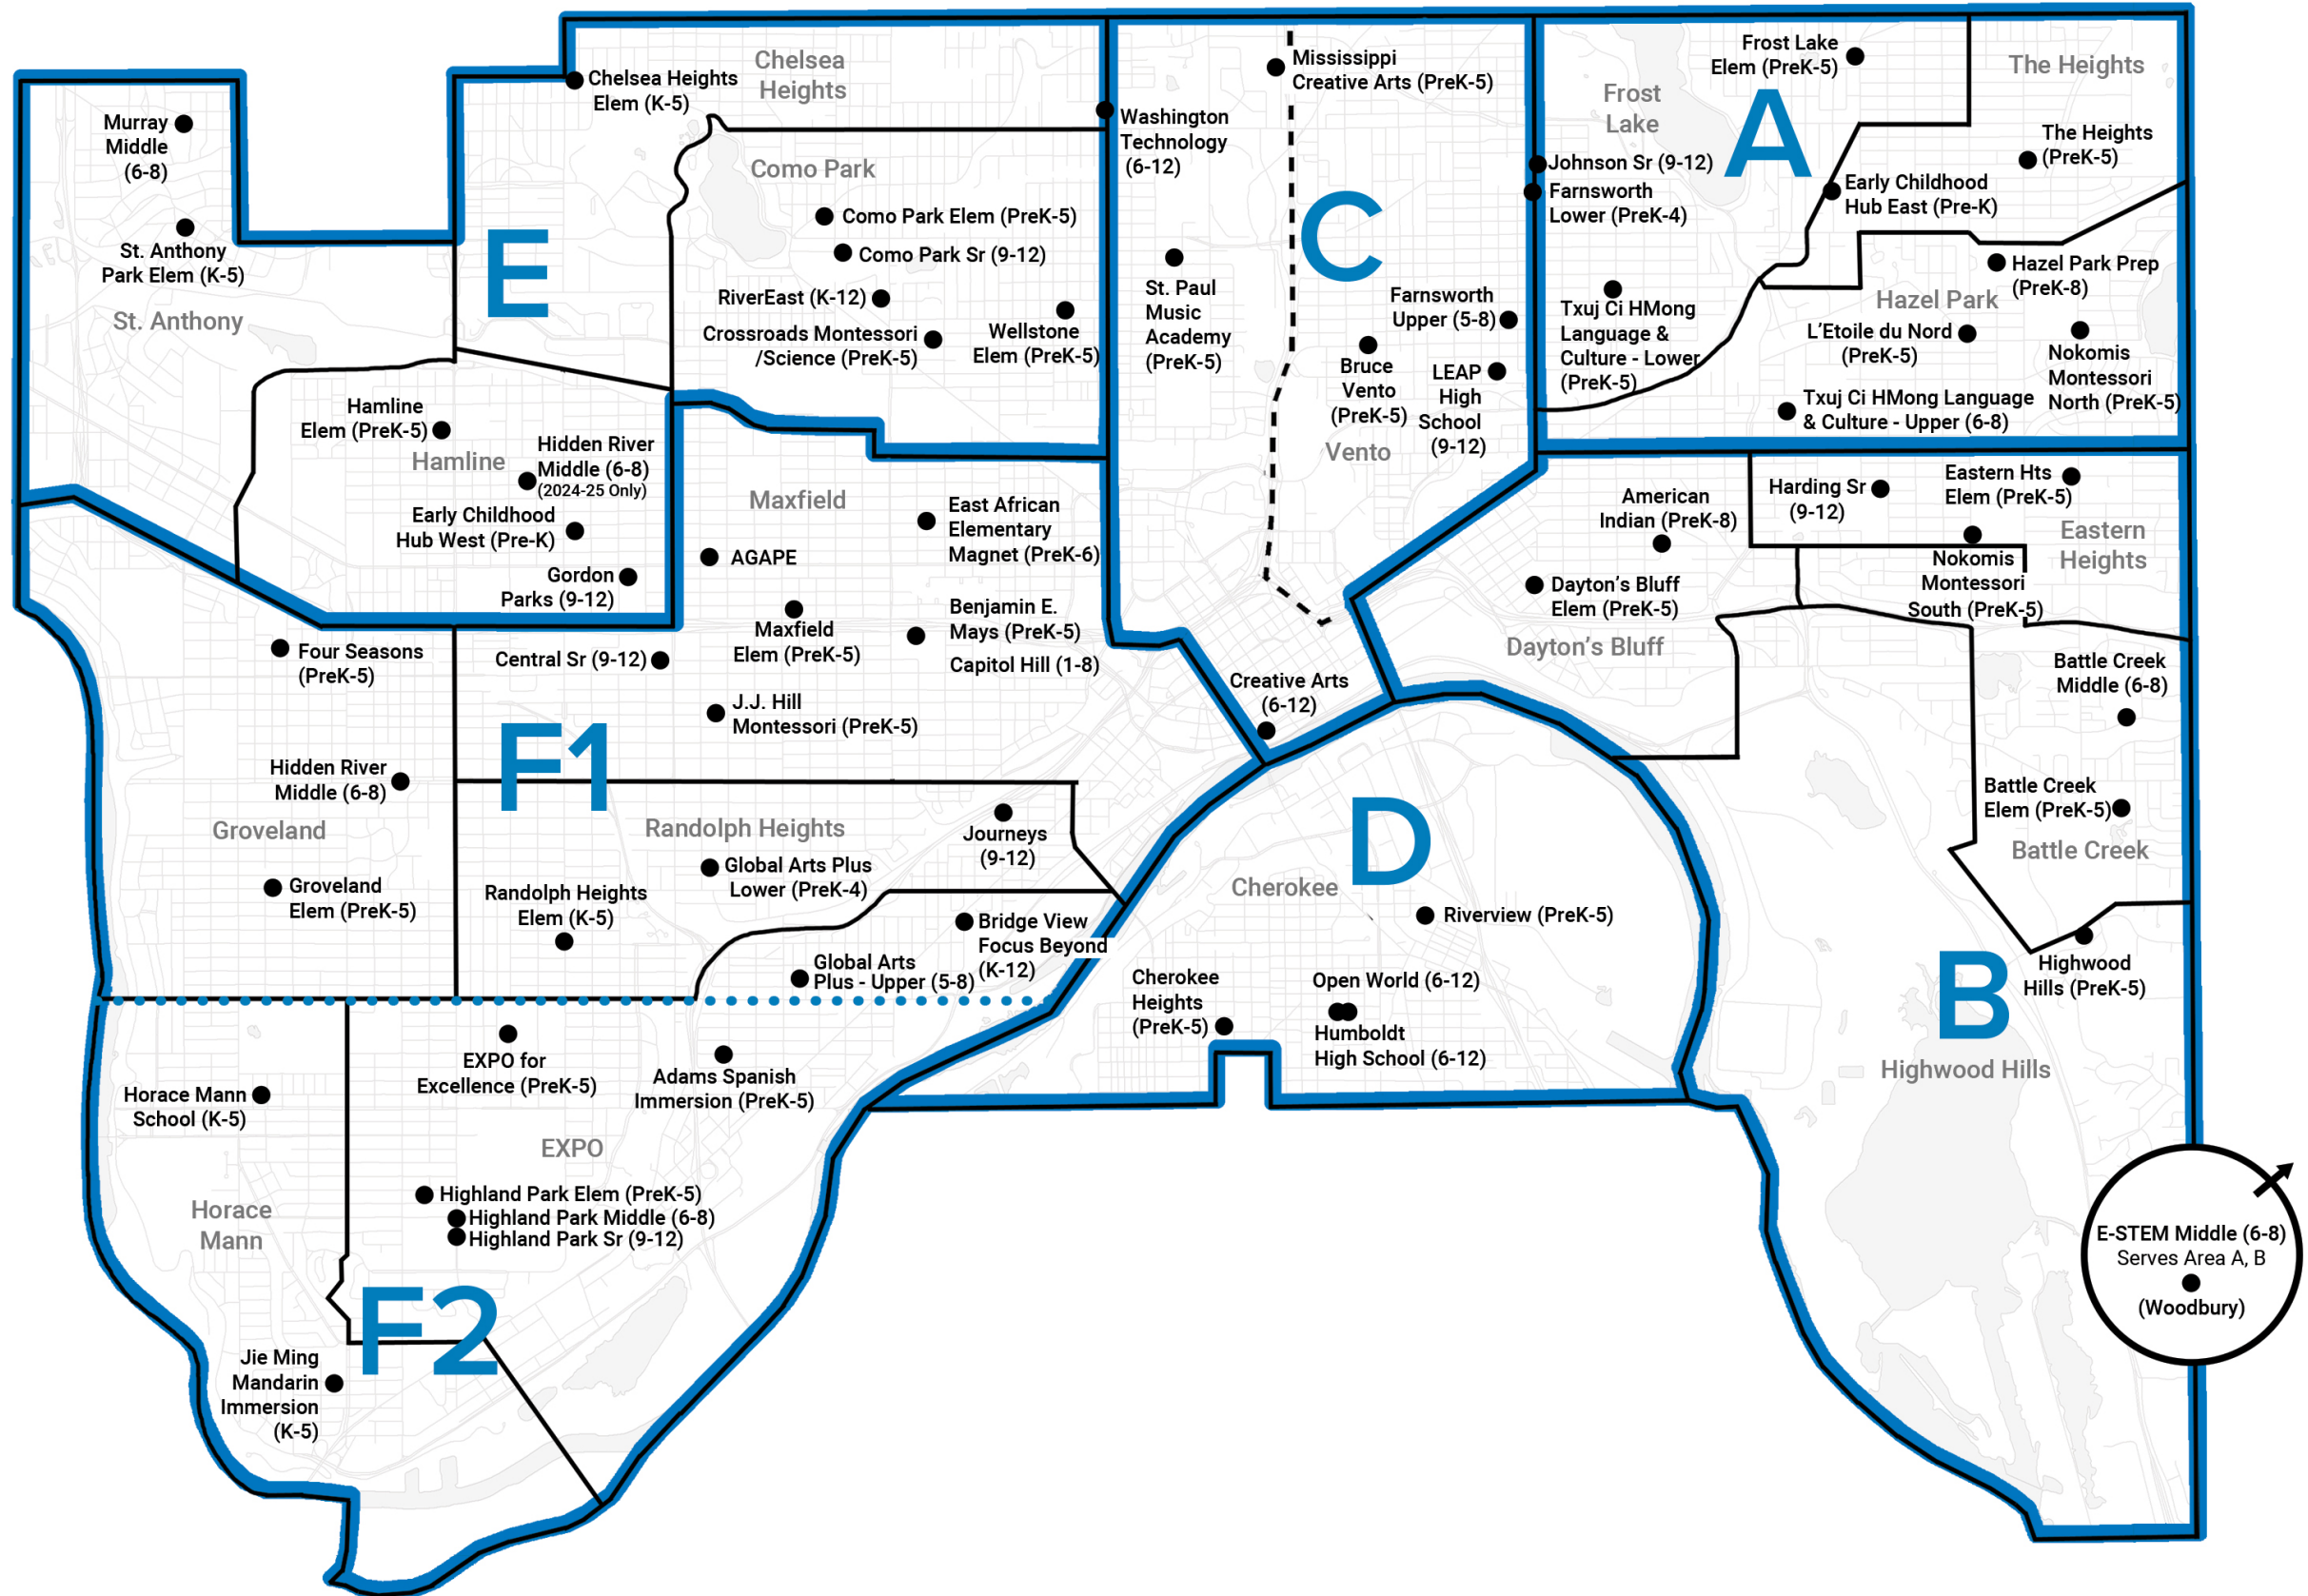 Chelsea
Heights
Chelsea Heights
Elem (K-5)
Murray
Middle
(6-8)
St. Anthony
Park Elem (K-5)
St. Anthony
E
Como Park
Como Park Elem (PreK-5)
Como Park Sr (9-12)
RiverEast (K-12)
Crossroads Montessori
/Science (PreK-5)
Wellstone
Elem (PreK-5)
Hamline
Elem (PreK-5)
Hamline
Hidden River
Middle (6-8)
(2024-25 Only)
Early Childhood
Hub West (Pre-K)
Gordon
Parks (9-12)
Mississippi
Creative Arts (PreK-5)
Washington
Technology
(6-12)
C
St. Paul
Music
Academy
(PreK-5)
Farnsworth
Upper (5-8)
Bruce
Vento
(PreK-5)
LEAP
High
School
(9-12)
Vento
Creative Arts
(6-12)
Frost Lake
Elem (PreK-5)
The Heights
Frost
Lake
A
The Heights
(PreK-5)
Johnson Sr (9-12)
Farnsworth
Lower (PreK-4)
Early Childhood
Hub East (Pre-K)
Hazel Park Prep
(PreK-8)
Hazel Park
Txuj Ci HMong
Language &
Culture - Lower
(PreK-5)
L'Etoile du Nord
(PreK-5)
Nokomis
Montessori
North (PreK-5)
Txuj Ci HMong Language
& Culture - Upper (6-8)
Maxfield
East African
Elementary
Magnet (PreK-6)
AGAPE
Maxfield
Elem (PreK-5)
Benjamin E.
Mays (PreK-5)
Capitol Hill (1-8)
Central Sr (9-12)
J.J. Hill
Montessori (PreK-5)
F1
Four Seasons
(PreK-5)
Hidden River
Middle (6-8)
Groveland
Groveland
Elem (PreK-5)
Randolph Heights
Journeys
(9-12)
Global Arts Plus
Lower (PreK-4)
Randolph Heights
Elem (K-5)
Bridge View
Focus Beyond
(K-12)
Global Arts
Plus - Upper (5-8)
American
Indian (PreK-8)
Harding Sr
(9-12)
Eastern Hts
Elem (PreK-5)
Eastern
Heights
Nokomis
Montessori
South (PreK-5)
Dayton's Bluff
Elem (PreK-5)
Dayton's Bluff
Battle Creek
Middle (6-8)
Battle Creek
Elem (PreK-5)
Battle Creek
B
Highwood
Hills (PreK-5)
Highwood Hills
D
Cherokee
Riverview (PreK-5)
Cherokee
Heights
(PreK-5)
Open World (6-12)
Humboldt
High School (6-12)
EXPO for
Excellence (PreK-5)
Adams Spanish
Immersion (PreK-5)
Horace Mann
School (K-5)
EXPO
Highland Park Elem (PreK-5)
Highland Park Middle (6-8)
Highland Park Sr (9-12)
Horace
Mann
F2
Jie Ming
Mandarin
Immersion
(K-5)
E-STEM Middle (6-8)
Serves Area A, B
(Woodbury)